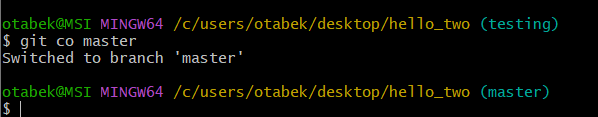 otabek@MSI MINGW64 /c/users/otabek/desktop/hello_two (testing)
$ git co master
Switched to branch 'master'
otabek@MSI MINGW64 /c/users/otabek/desktop/hello_two (master)
$